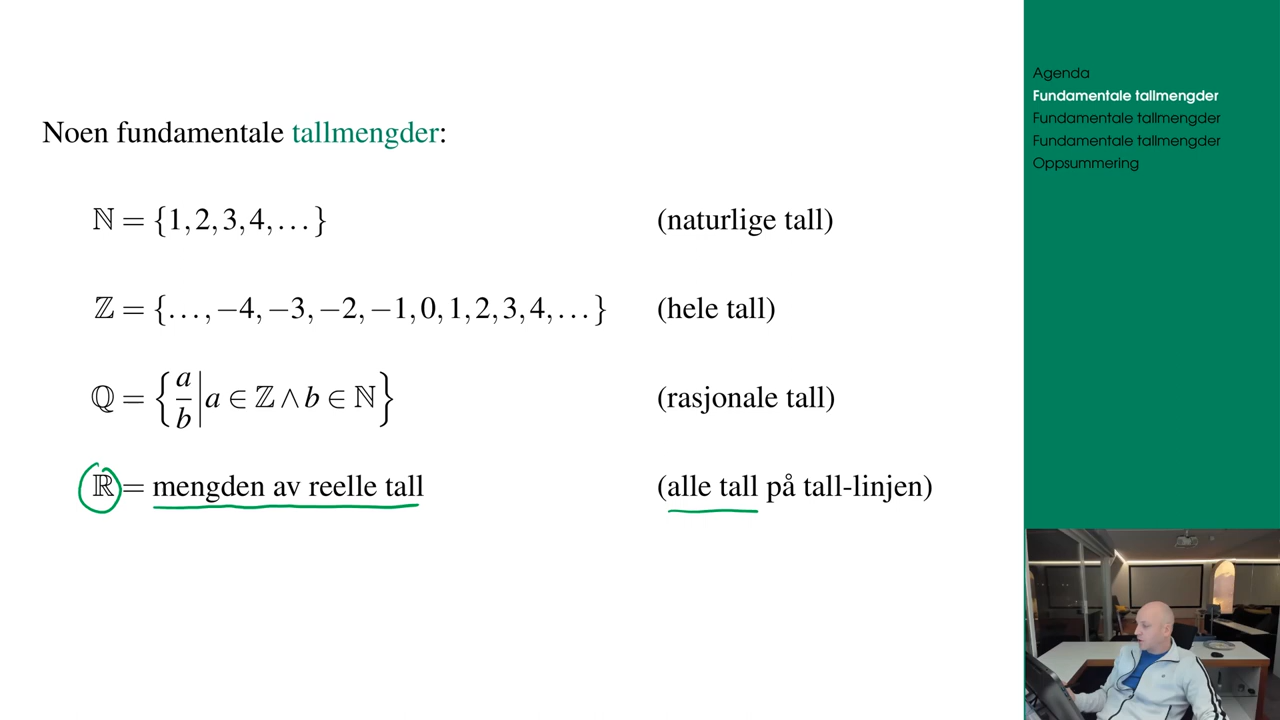 Noen fundamentale tallmengder:
ℕ = {1, 2, 3, 4, …} (naturlige tall)
ℤ = {…, −4, −3, −2, −1, 0, 1, 2, 3, 4, …} (hele tall)
ℚ = {a/b | a ∈ ℤ ∧ b ∈ ℕ} (rasjonale tall)
ℝ = mengden av reelle tall (alle tall på tall-linjen)
Agenda
Fundamentale tallmengder
Fundamentale tallmengder
Fundamentale tallmengder
Oppsummering